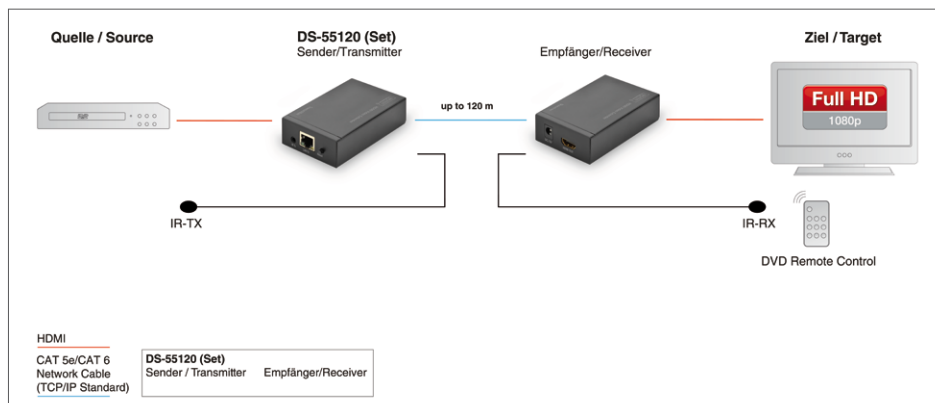 Quelle / Source
DS-55120 (Set)
Sender/Transmitter
Empfänger/Receiver
Ziel / Target
up to 120 m
Full HD
1080p
IR-TX
IR-RX
DVD Remote Control
HDMI
CAT 5e/CAT 6
Network Cable
(TCP/IP Standard)
DS-55120 (Set)
Sender / Transmitter Empfänger/Receiver